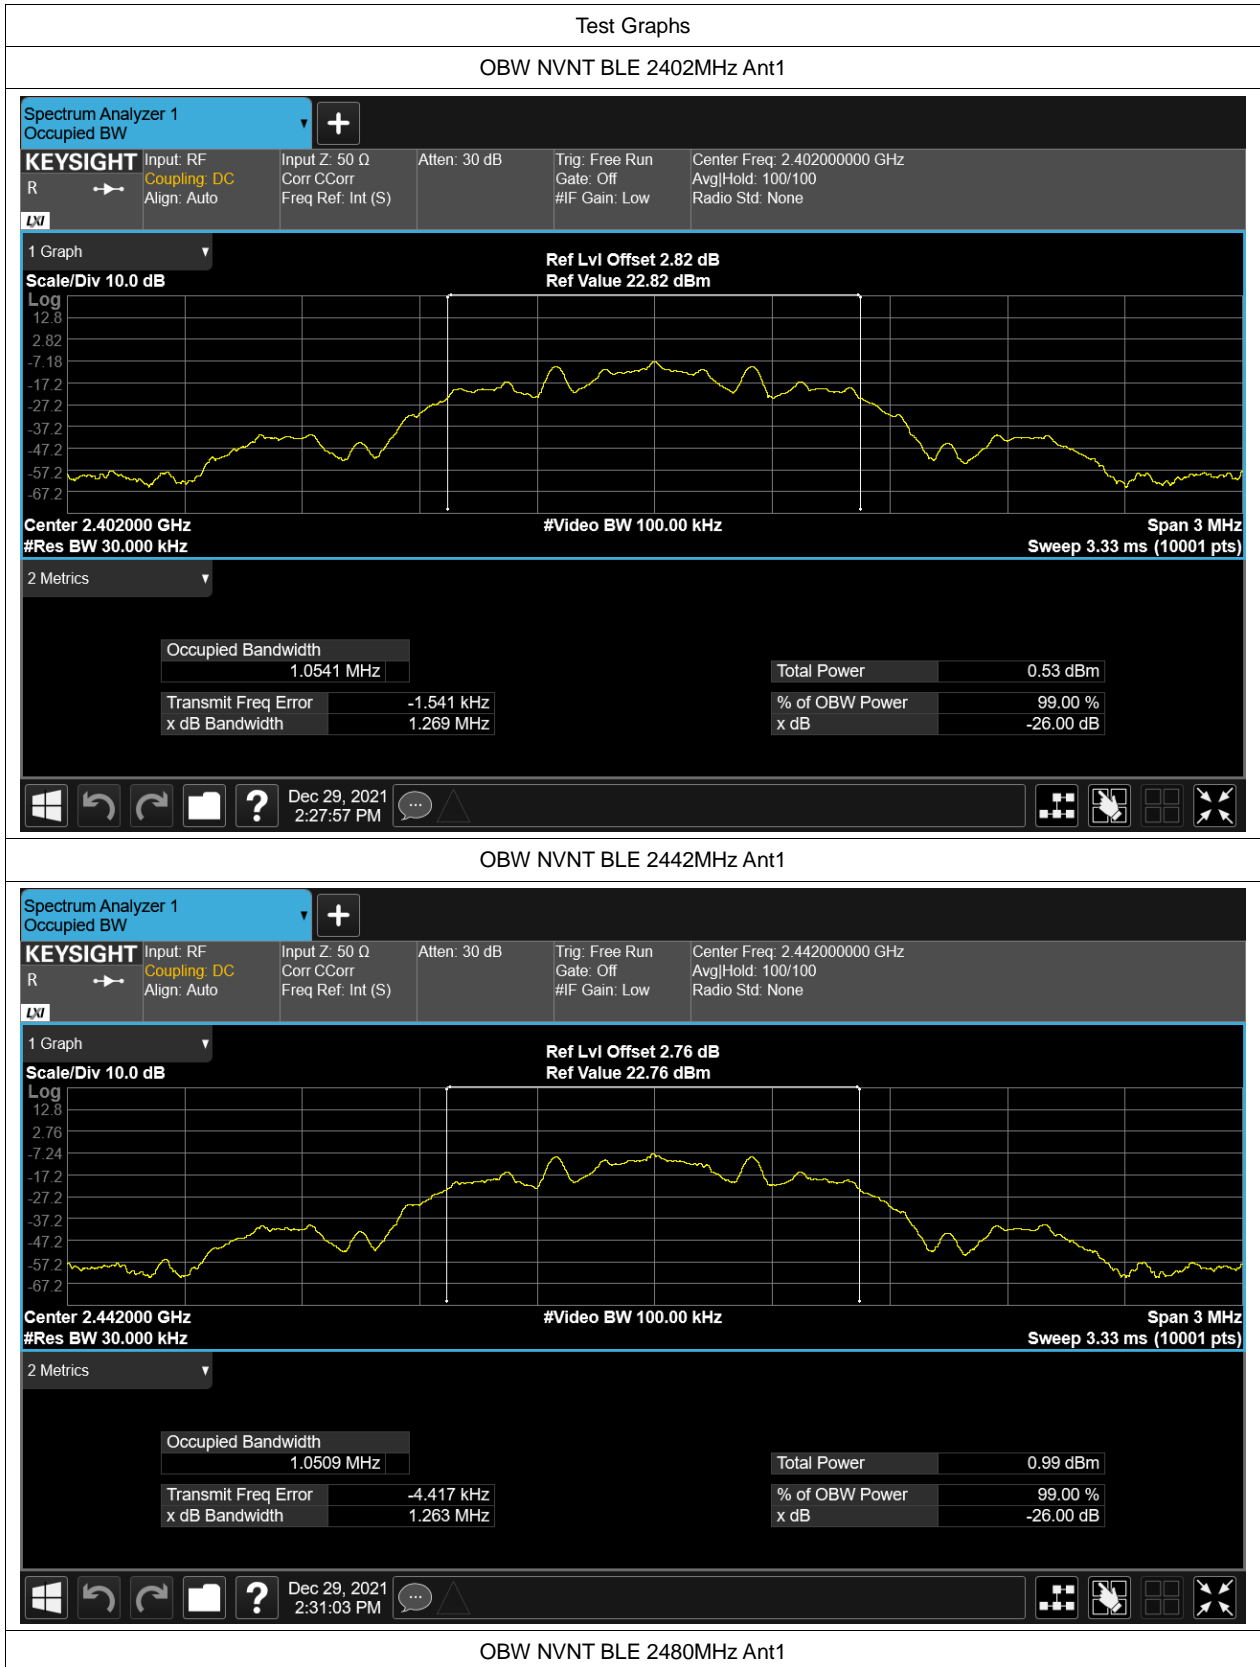 Test Graphs
OBW NVNT BLE 2402MHz Ant1
Spectrum Analyzer 1
Occupied BW
KEYSIGHT
R
LXI
Input: RF
Coupling: DC
Align: Auto
Input Z: 50 Ω
Corr CCorr
Freq Ref: Int (S)
Atten: 30 dB
Trig: Free Run
Gate: Off
#IF Gain: Low
Center Freq: 2.402000000 GHz
Avg|Hold: 100/100
Radio Std: None
1 Graph
Scale/Div 10.0 dB
Ref Lvl Offset 2.82 dB
Ref Value 22.82 dBm
Log
12.8
2.82
-7.18
-17.2
-27.2
-37.2
-47.2
-57.2
-67.2
Center 2.402000 GHz
#Res BW 30.000 kHz
#Video BW 100.00 kHz
Span 3 MHz
Sweep 3.33 ms (10001 pts)
2 Metrics
Occupied Bandwidth
1.0541 MHz
Total Power 0.53 dBm
Transmit Freq Error -1.541 kHz
% of OBW Power 99.00 %
x dB Bandwidth 1.269 MHz
x dB -26.00 dB
?
Dec 29, 2021
2:27:57 PM
OBW NVNT BLE 2442MHz Ant1
Spectrum Analyzer 1
Occupied BW
KEYSIGHT
R
LXI
Input: RF
Coupling: DC
Align: Auto
Input Z: 50 Ω
Corr CCorr
Freq Ref: Int (S)
Atten: 30 dB
Trig: Free Run
Gate: Off
#IF Gain: Low
Center Freq: 2.442000000 GHz
Avg|Hold: 100/100
Radio Std: None
1 Graph
Scale/Div 10.0 dB
Ref Lvl Offset 2.76 dB
Ref Value 22.76 dBm
Log
12.8
2.76
-7.24
-17.2
-27.2
-37.2
-47.2
-57.2
-67.2
Center 2.442000 GHz
#Res BW 30.000 kHz
#Video BW 100.00 kHz
Span 3 MHz
Sweep 3.33 ms (10001 pts)
2 Metrics
Occupied Bandwidth
1.0509 MHz
Total Power 0.99 dBm
Transmit Freq Error -4.417 kHz
% of OBW Power 99.00 %
x dB Bandwidth 1.263 MHz
x dB -26.00 dB
?
Dec 29, 2021
2:31:03 PM
OBW NVNT BLE 2480MHz Ant1